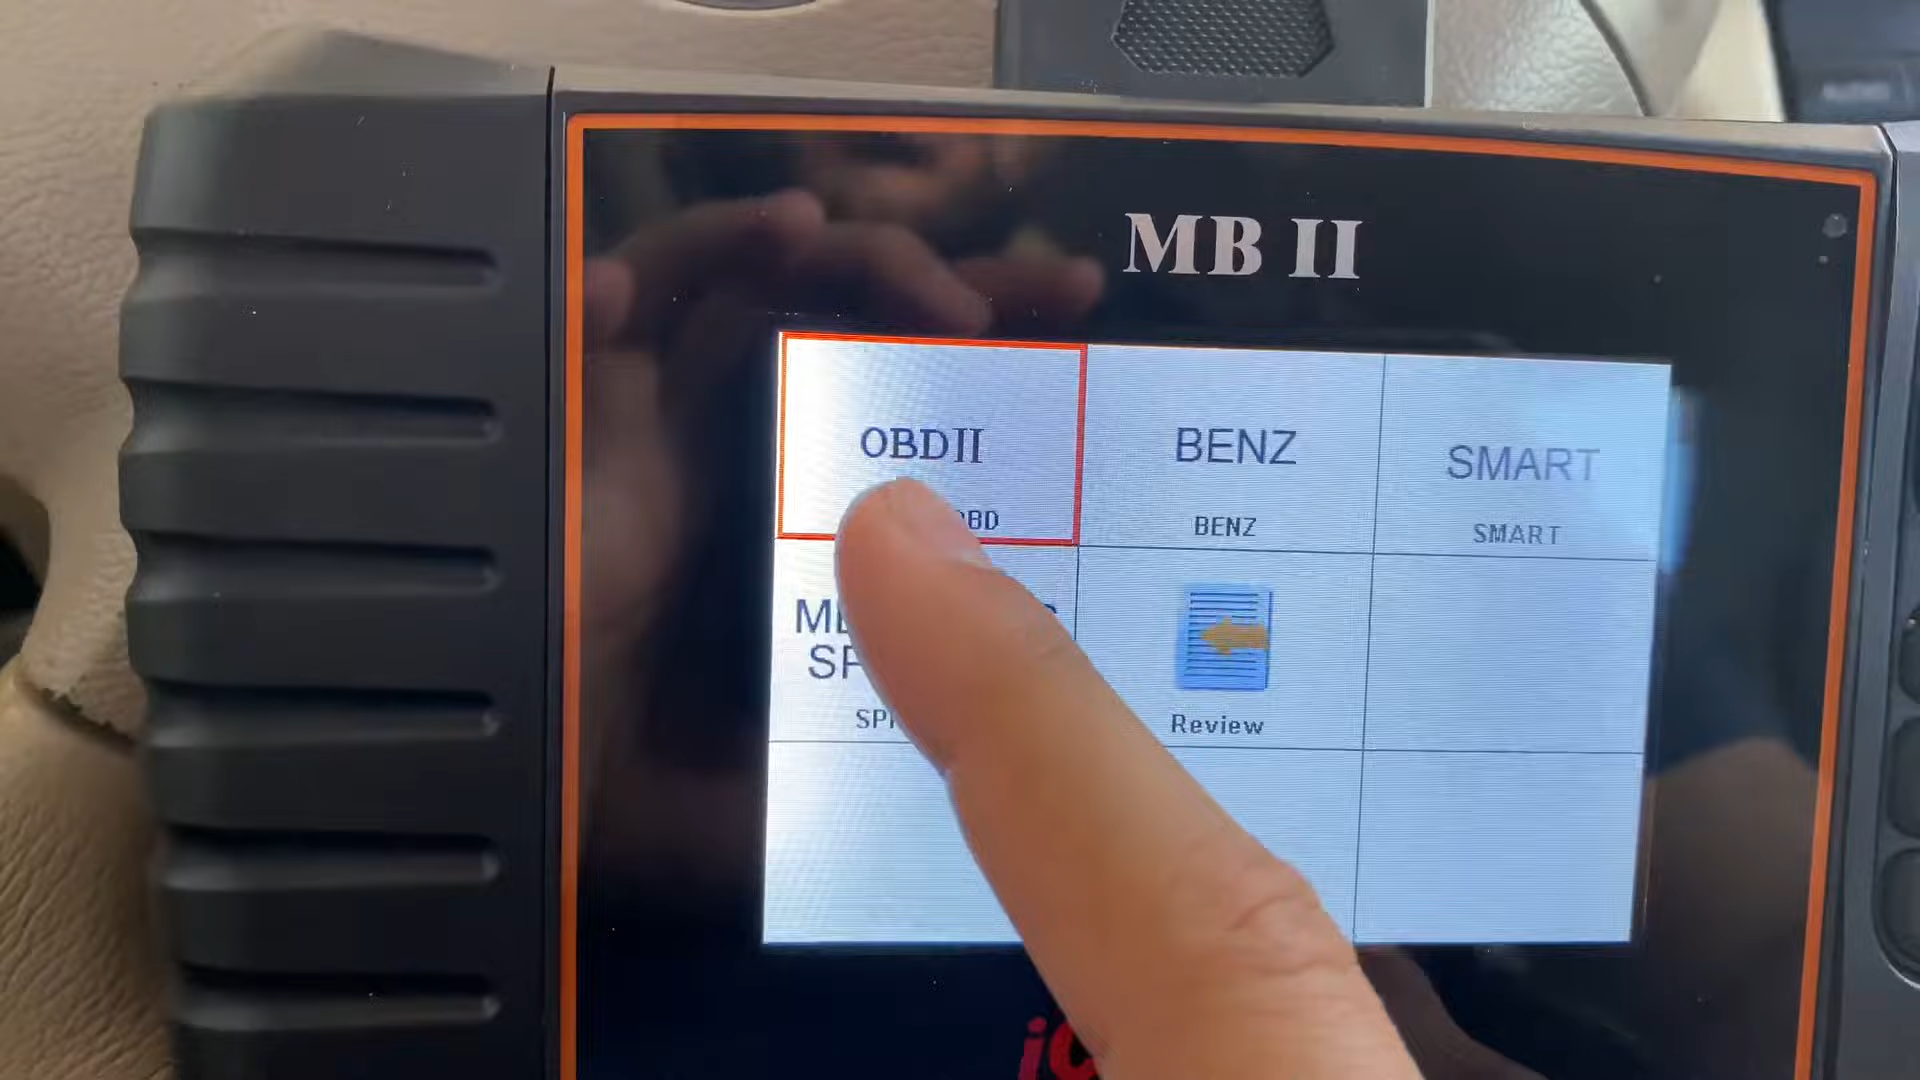 MB II
OBDII
BENZ
SMART
BENZ
SMART
Review